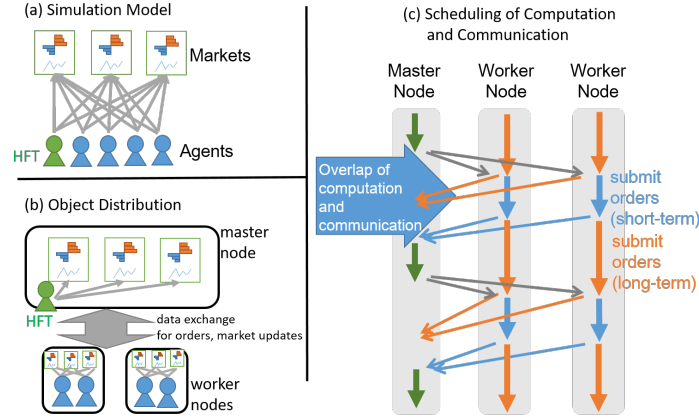 (a) Simulation Model
Markets
HFT
Agents
(b) Object Distribution
master
node
HFT
data exchange
for orders, market updates
worker
nodes
(c) Scheduling of Computation
and Communication
Master
Node
Worker
Node
Worker
Node
Overlap of
computation
and
communication
submit
orders
(short-term)
submit
orders
(long-term)